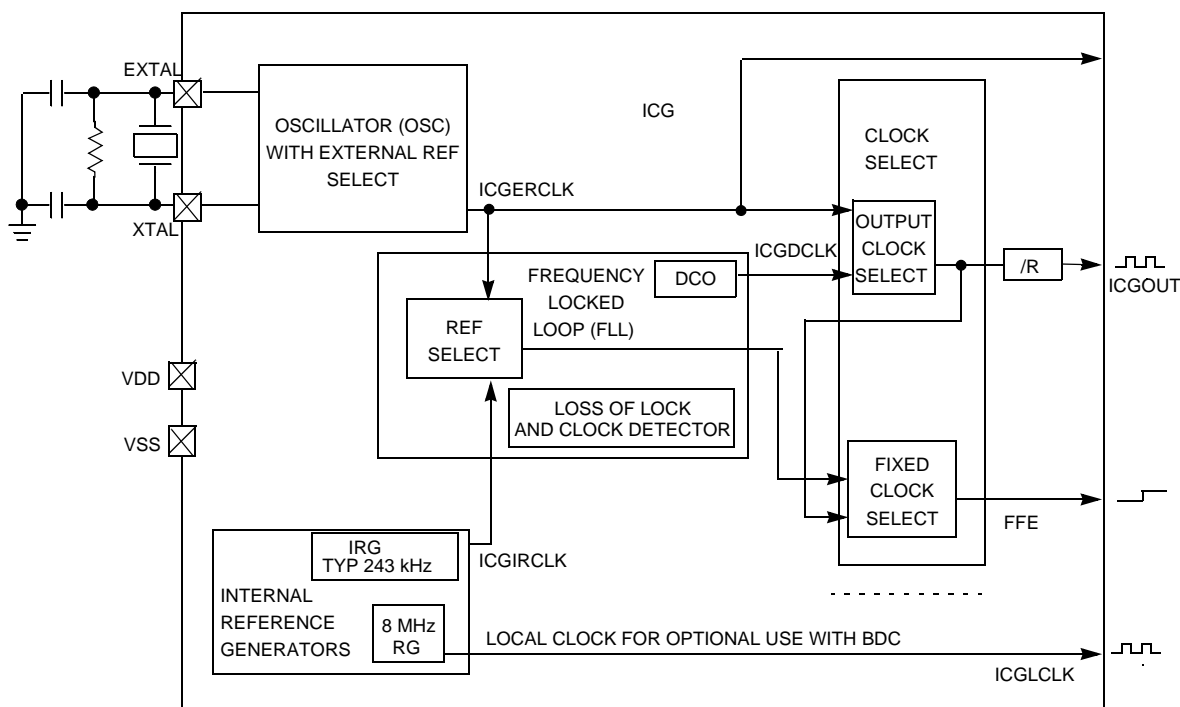 EXTAL
OSCILLATOR (OSC)
WITH EXTERNAL REF
SELECT
XTAL
ICG
CLOCK
SELECT
ICGERCLK
OUTPUT
CLOCK
SELECT
ICGDCLK
/R
ICGOUT
FREQUENCY
LOCKED
LOOP (FLL)
DCO
REF
SELECT
LOSS OF LOCK
AND CLOCK DETECTOR
VDD
VSS
FIXED
CLOCK
SELECT
FFE
IRG
TYP 243 kHz
ICGIRCLK
INTERNAL
REFERENCE
GENERATORS
8 MHz
RG
LOCAL CLOCK FOR OPTIONAL USE WITH BDC
ICGLCLK